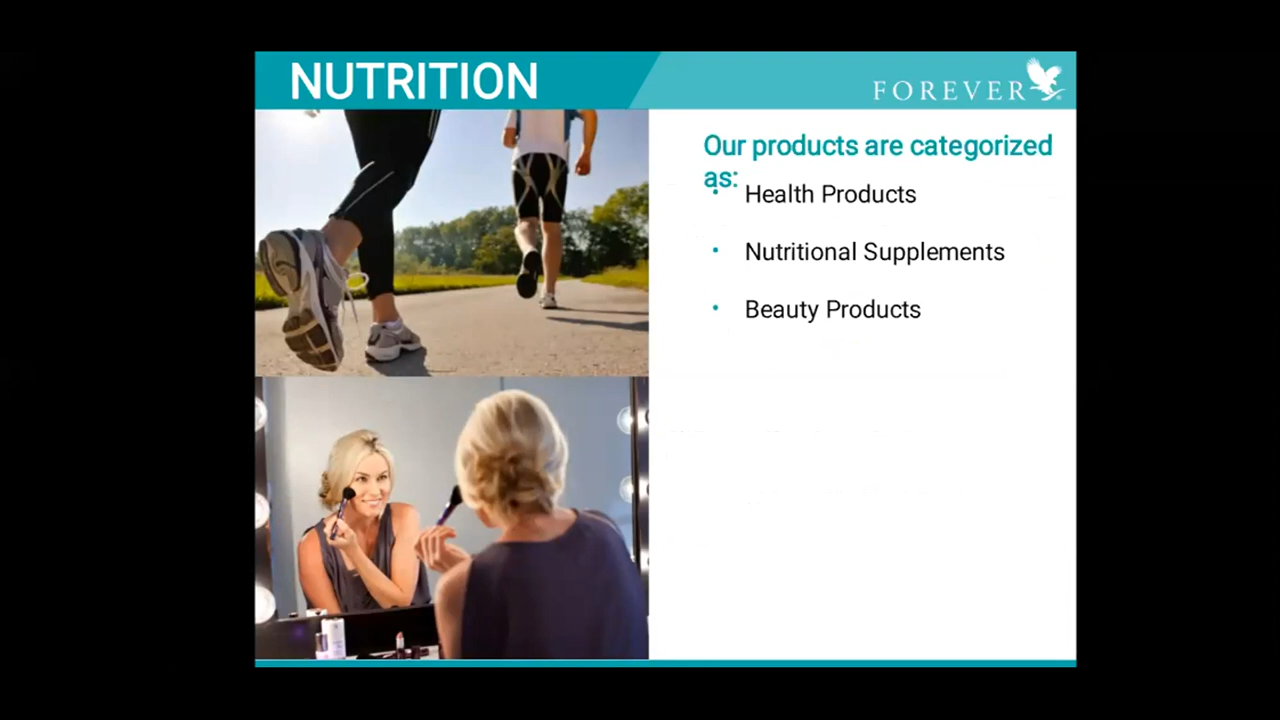 NUTRITION
FOREVER
Our products are categorized
as:
• Health Products
• Nutritional Supplements
• Beauty Products